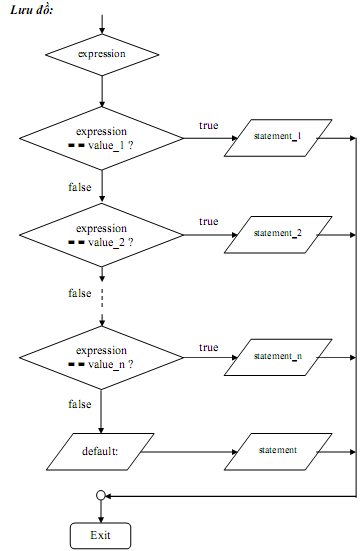 Lưu đồ:
expression
expression
== value_1 ?
true
statement_1
false
expression
== value_2 ?
true
statement_2
false
expression
== value_n ?
true
statement_n
false
default:
statement
Exit